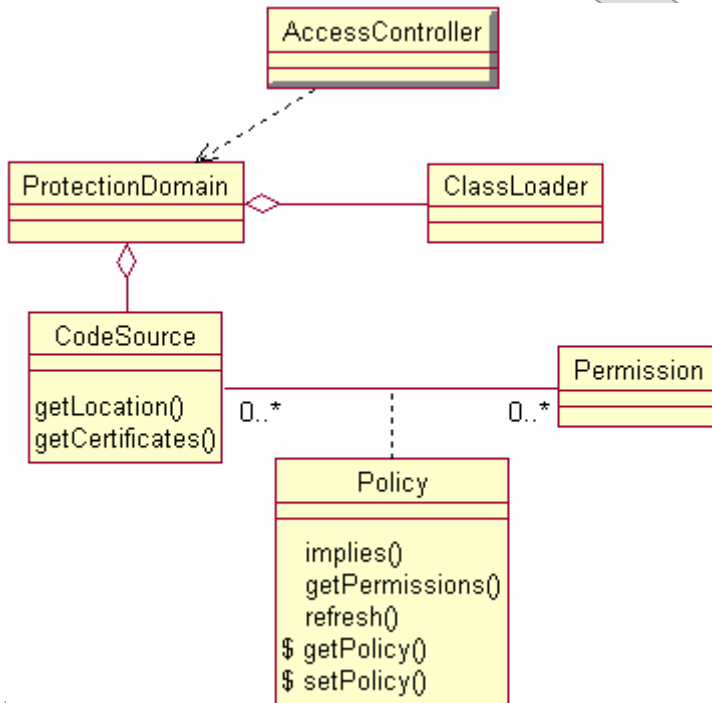 AccessController
ProtectionDomain
ClassLoader
CodeSource
getLocation()
getCertificates()
0..*
0..*
Permission
Policy
implies()
getPermissions()
refresh()
$ getPolicy()
$ setPolicy()